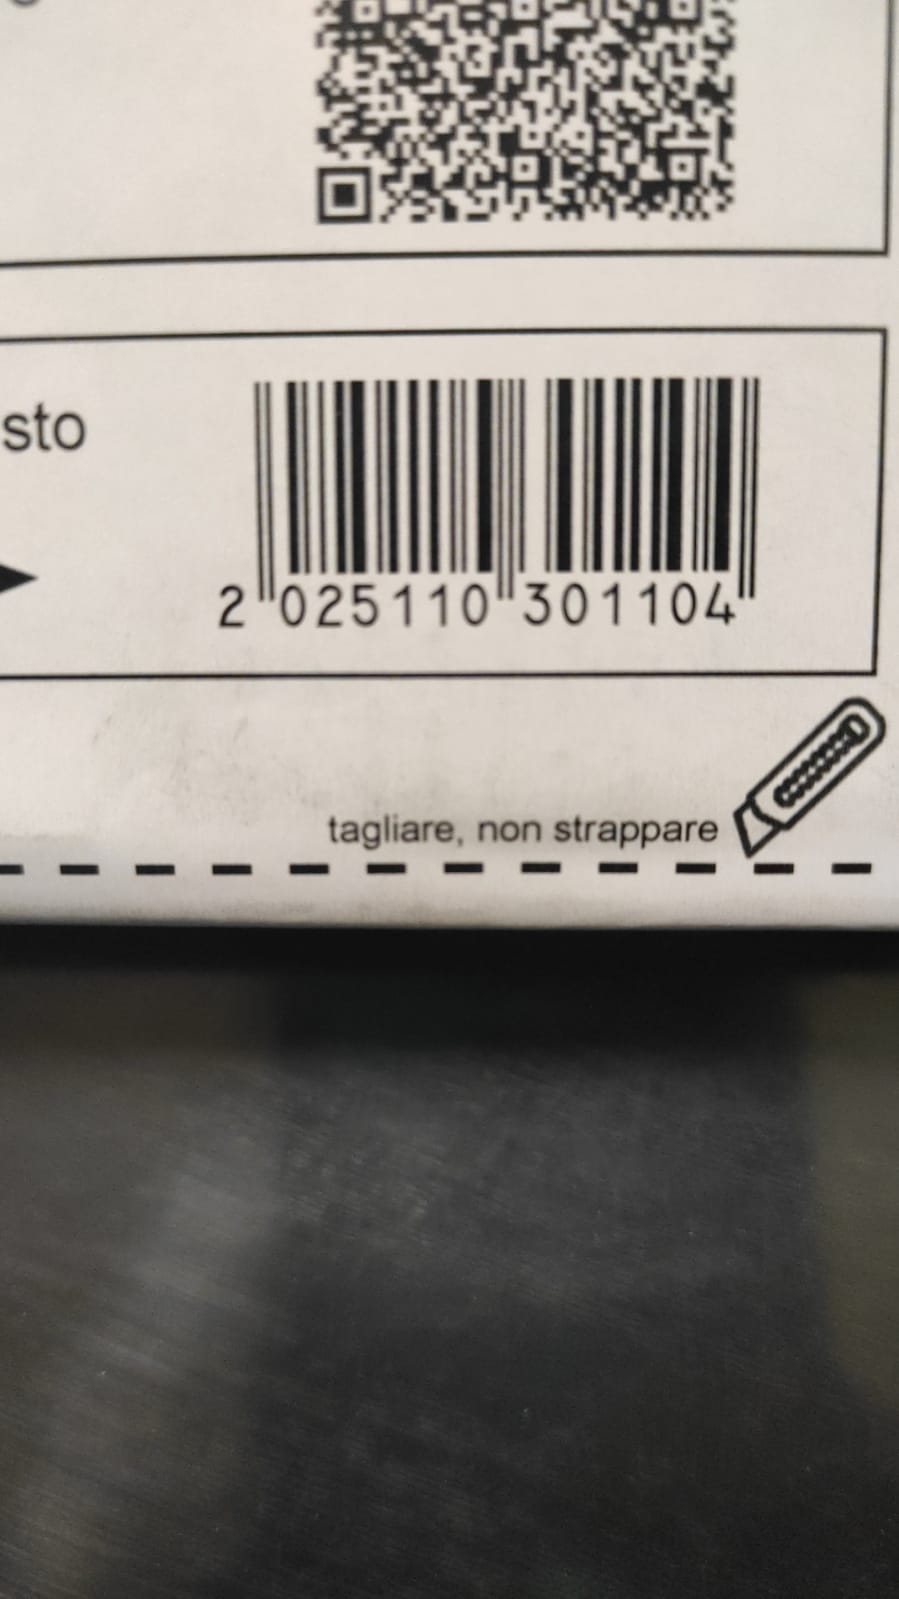 sto
2 025110 301104
tagliare, non strappare